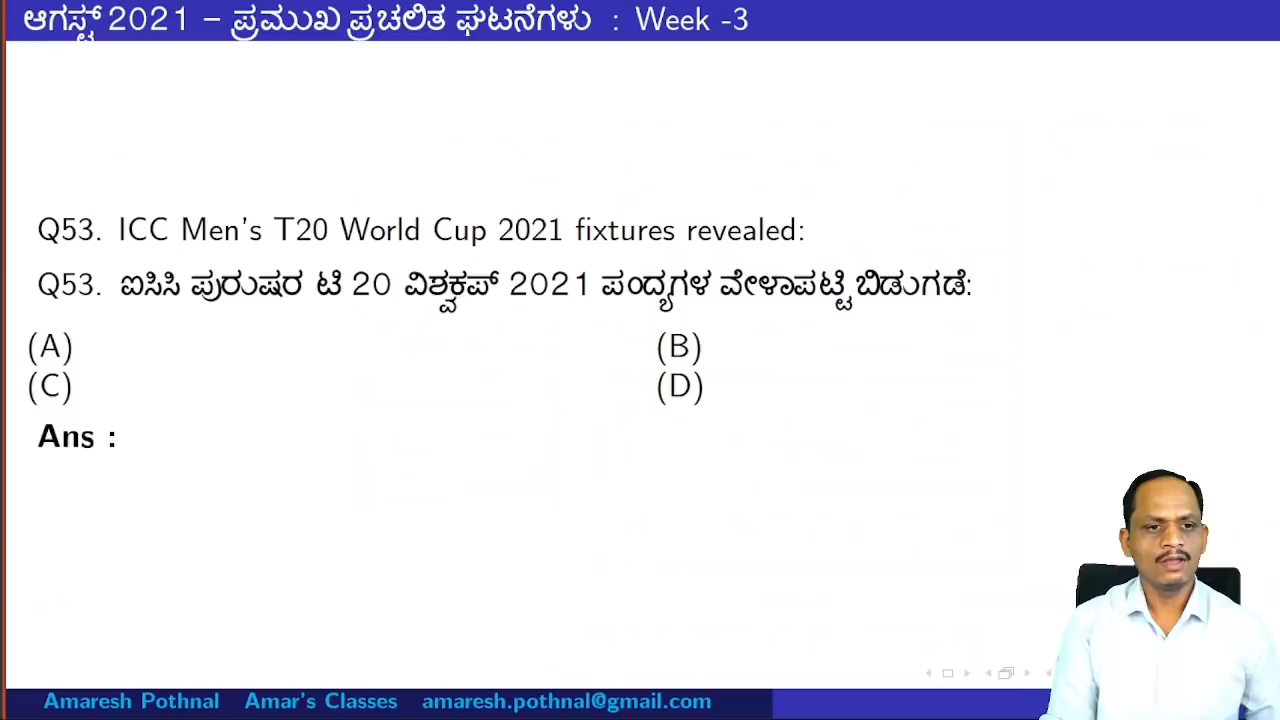 ಆಗಸ್ಟ್ 2021 – ಪ್ರಮುಖ ಪ್ರಚಲಿತ ಘಟನೆಗಳು : Week -3
Q53. ICC Men's T20 World Cup 2021 fixtures revealed:
Q53. ಐಸಿಸಿ ಪುರುಷರ ಟಿ 20 ವಿಶ್ವಕಪ್ 2021 ಪಂದ್ಯಗಳ ವೇಳಾಪಟ್ಟಿ ಬಿಡುಗಡೆ:
(A) (B)
(C) (D)
Ans :
Amaresh Pothnal Amar's Classes amaresh.pothnal@gmail.com